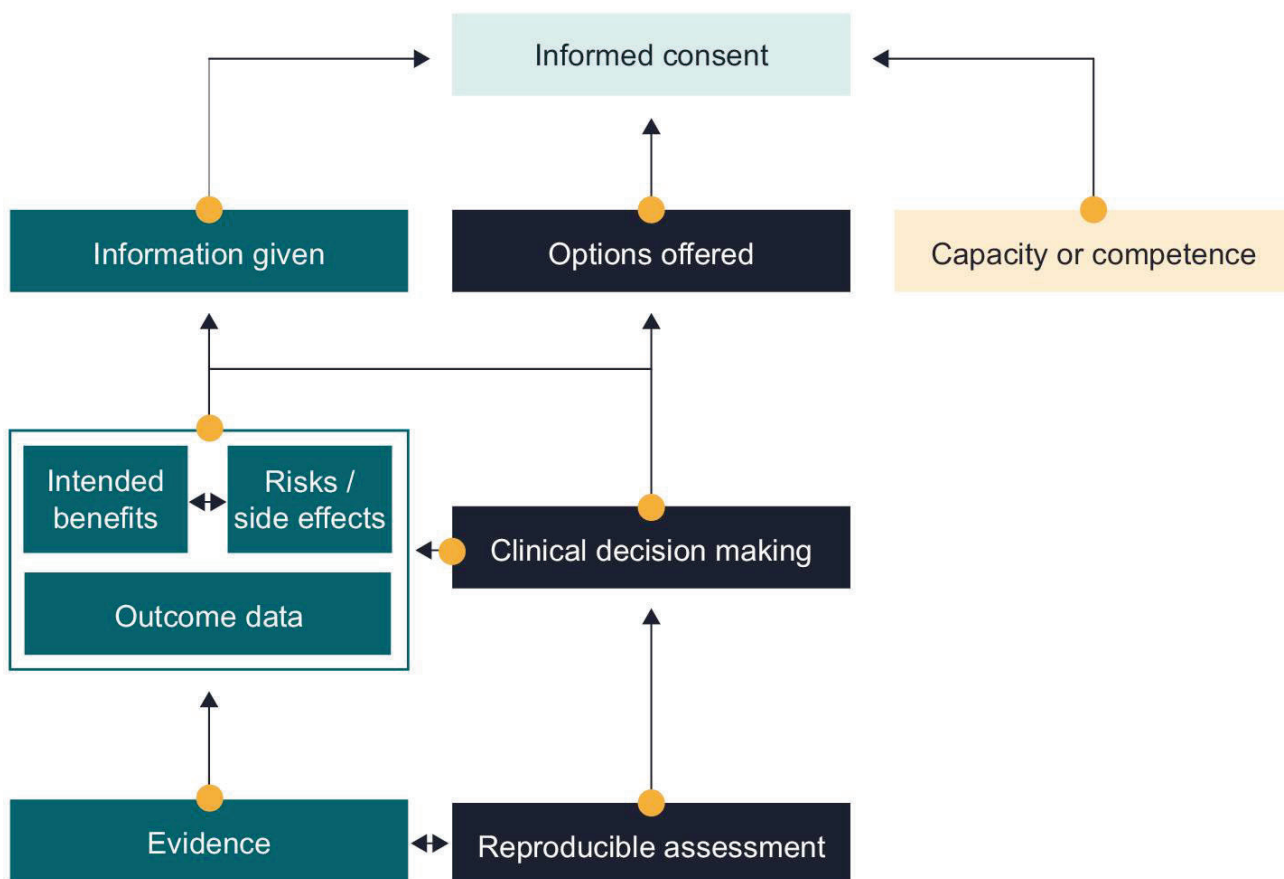 Informed consent
Information given
Options offered
Capacity or competence
Intended
benefits
Risks /
side effects
Clinical decision making
Outcome data
Evidence
Reproducible assessment